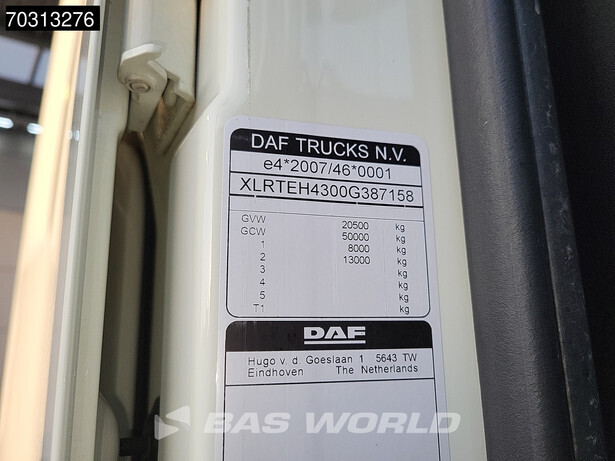 70313276
DAF TRUCKS N.V.
e4*2007/46*0001
XLRTEH4300G387158
GVW 20500 kg
GCW 50000 kg
1 8000 kg
2 13000 kg
3 kg
4 kg
5 kg
T1 kg
DAF
Hugo v. d. Goeslaan 1 5643 TW
Eindhoven The Netherlands
BAS WORLD